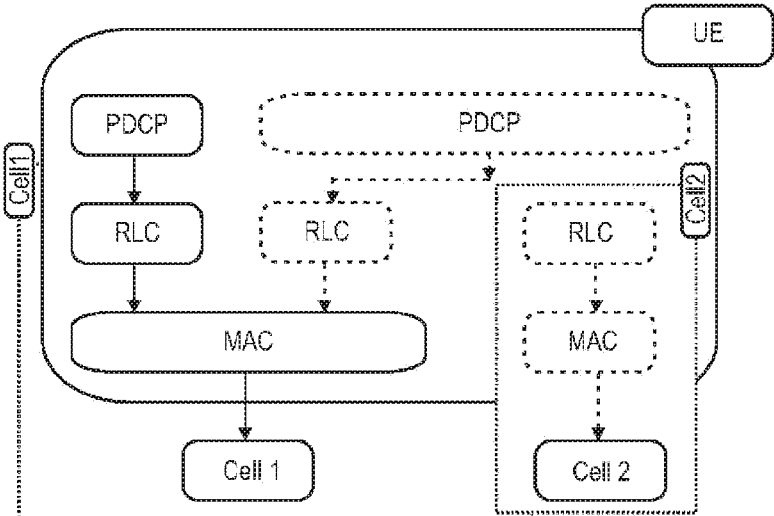 UE
PDCP
PDCP
Cell1
Cell2
RLC
RLC
RLC
MAC
MAC
Cell 1
Cell 2